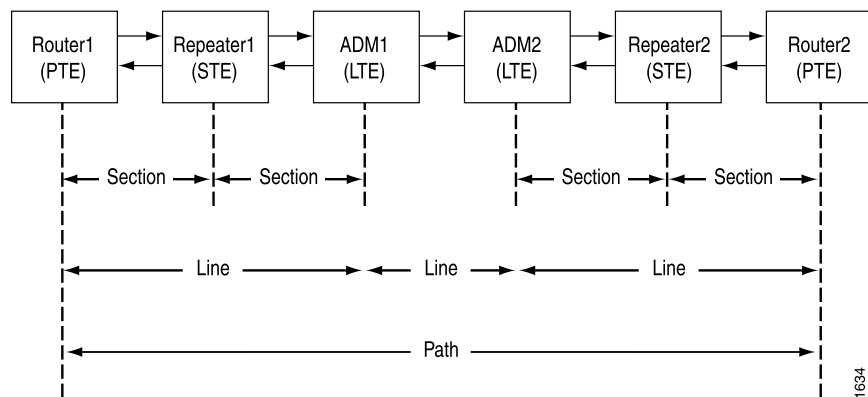 Router1
(PTE)
Repeater1
(STE)
ADM1
(LTE)
ADM2
(LTE)
Repeater2
(STE)
Router2
(PTE)
Section
Section
Section
Section
Line
Line
Line
Path
1634